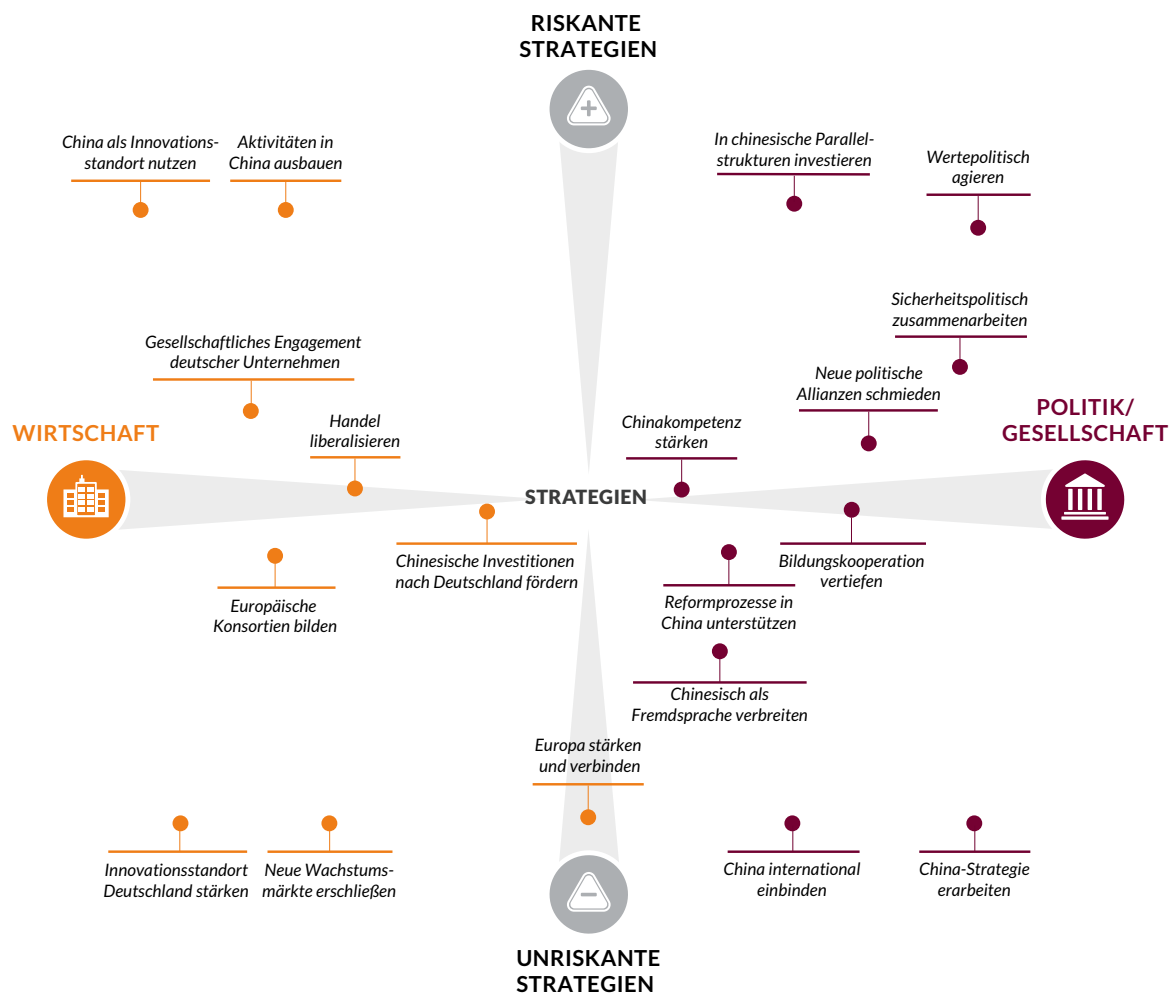 RISKANTE
STRATEGIEN
China als Innovations-
standort nutzen
Aktivitäten in
China ausbauen
In chinesische Parallel-
strukturen investieren
Wertepolitisch
agieren
Sicherheitspolitisch
zusammenarbeiten
Gesellschaftliches Engagement
deutscher Unternehmen
Neue politische
Allianzen schmieden
Handel
liberalisieren
Chinakompetenz
stärken
WIRTSCHAFT
POLITIK/
GESELLSCHAFT
STRATEGIEN
Chinesische Investitionen
nach Deutschland fördern
Bildungskooperation
vertiefen
Europäische
Konsortien bilden
Reformprozesse in
China unterstützen
Chinesisch als
Fremdsprache verbreiten
Europa stärken
und verbinden
Innovationsstandort
Deutschland stärken
Neue Wachstums-
märkte erschließen
China international
einbinden
China-Strategie
erarbeiten
UNRISKANTE
STRATEGIEN